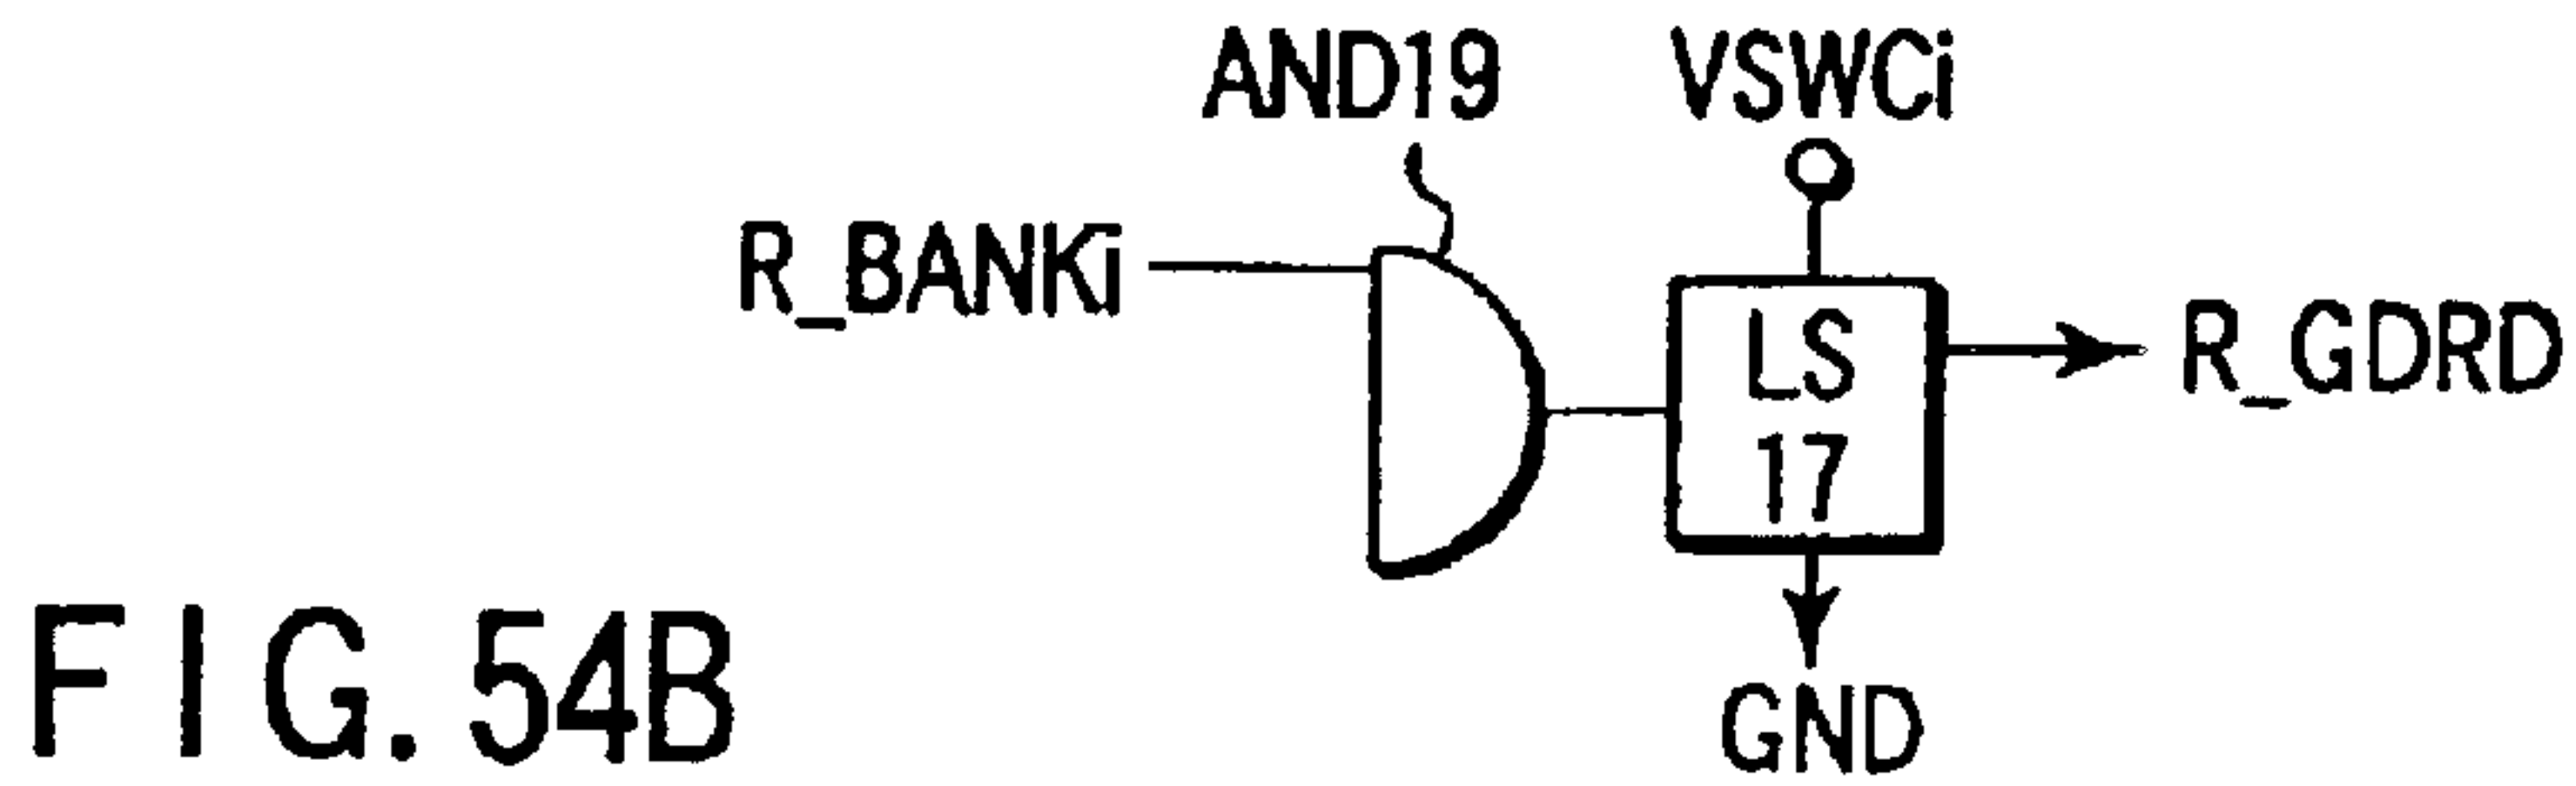 AND19 VSWCi
R_BANKi
LS
17
R_GDRD
GND
FIG. 54B